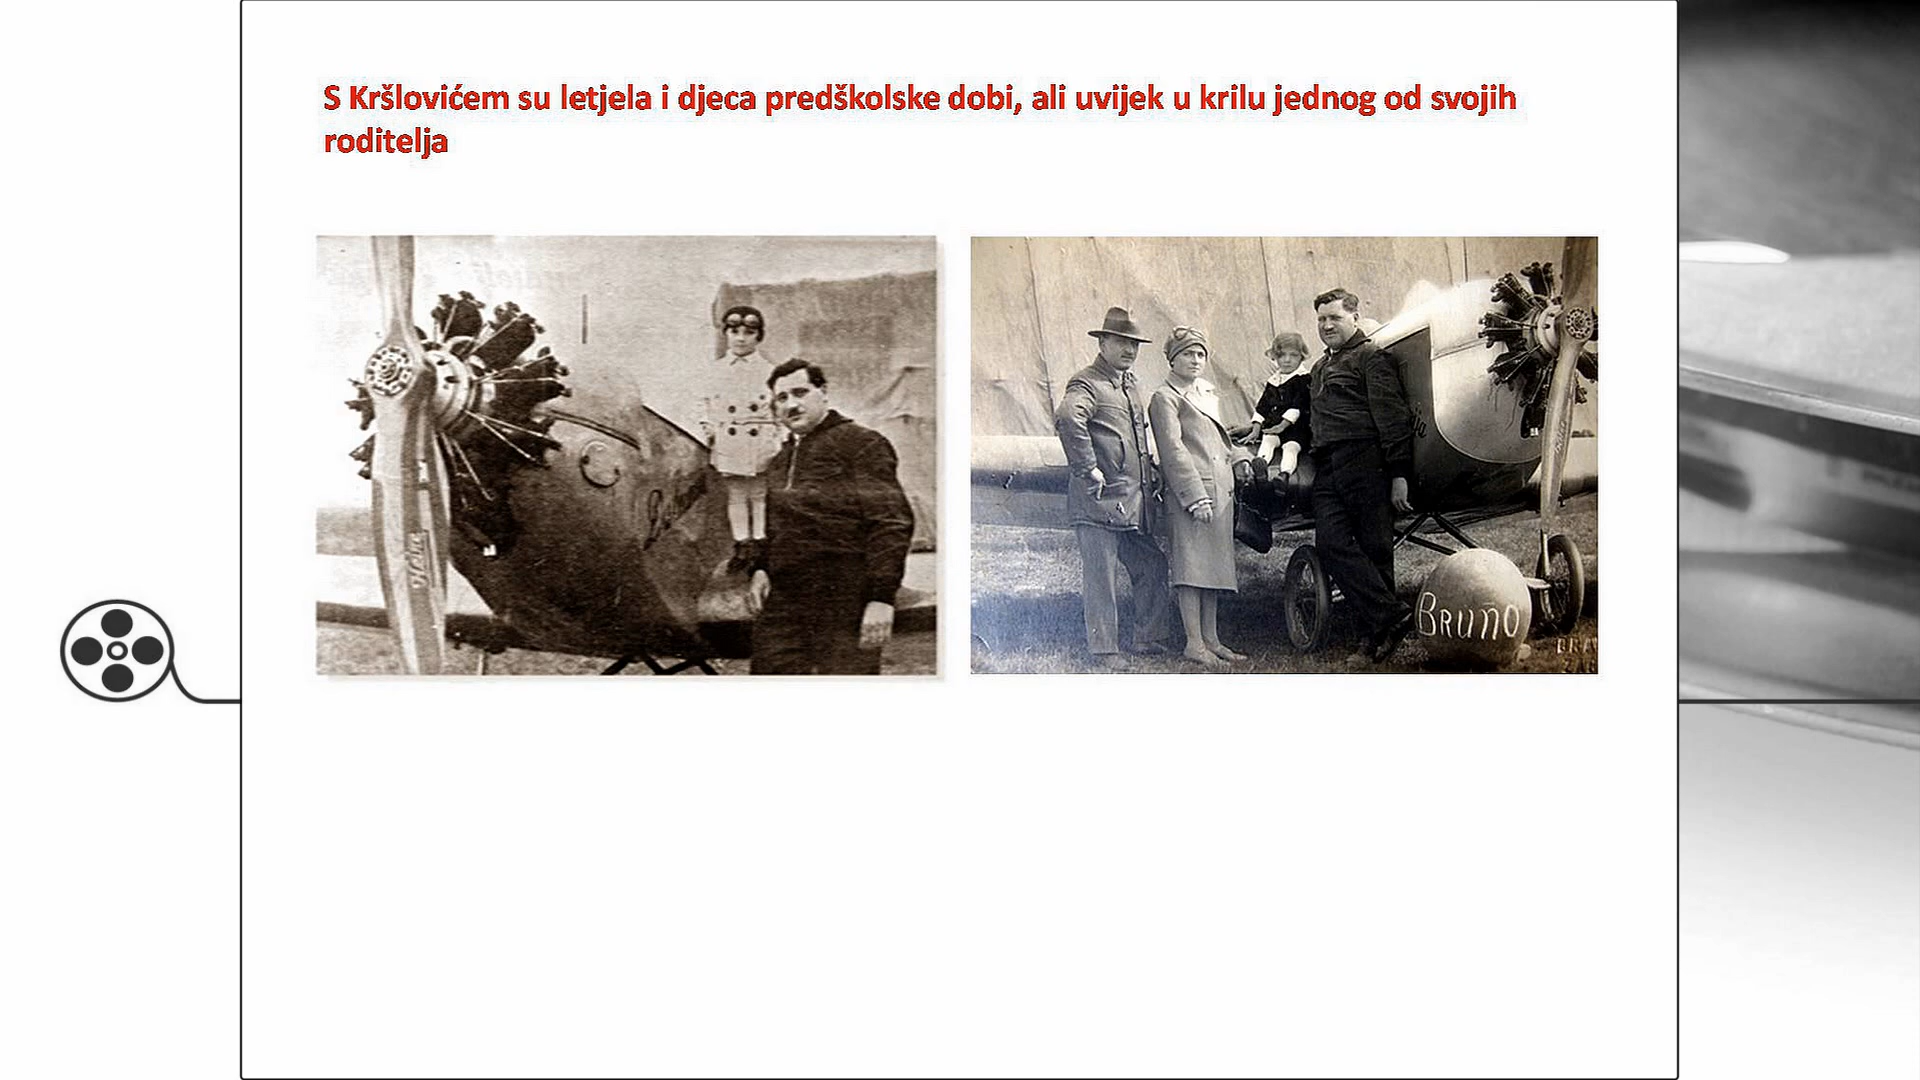 S Kršlovićem su letjela i djeca predškolske dobi, ali uvijek u krilu jednog od svojih
roditelja
BRUNO